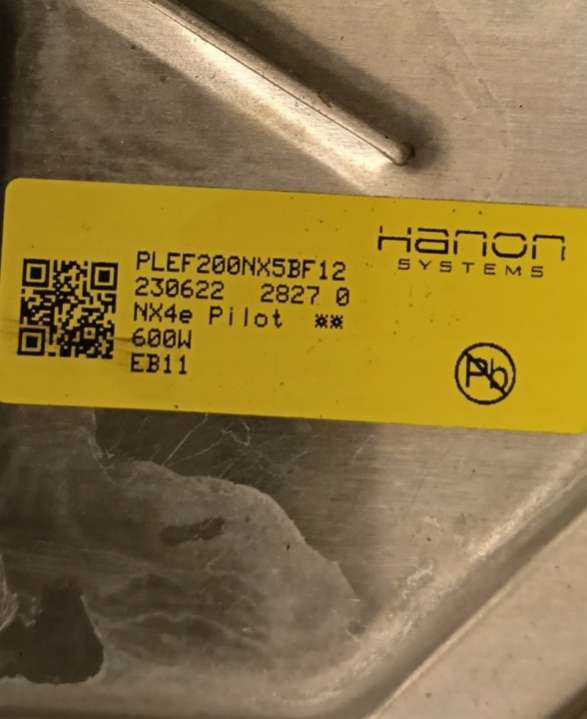 Hanon
SYSTEMS
PLEF200NX5BF12
230622 2827 0
NX4e Pilot **
600W
EB11
Pb